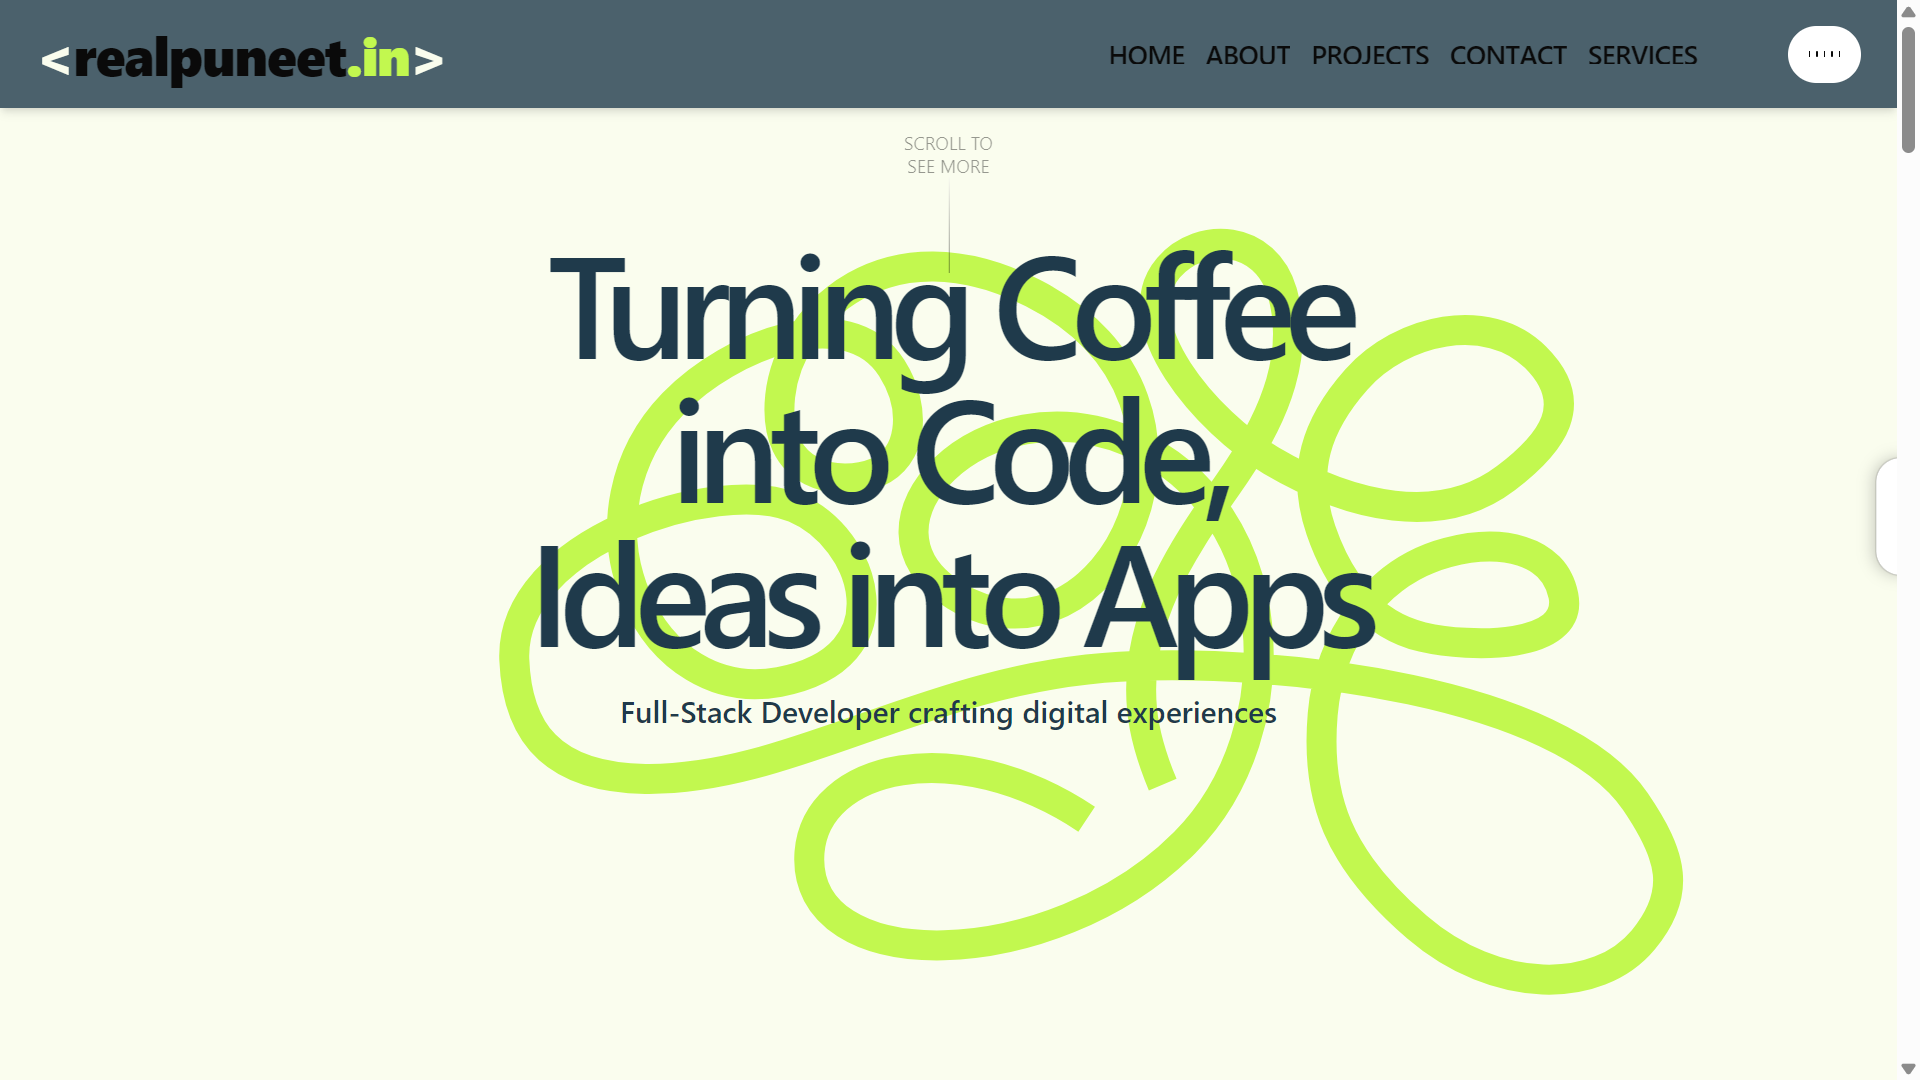 <realpuneet.in>
HOME ABOUT PROJECTS CONTACT SERVICES
SCROLL TO
SEE MORE
Turning Coffee
into Code,
Ideas into Apps
Full-Stack Developer crafting digital experiences